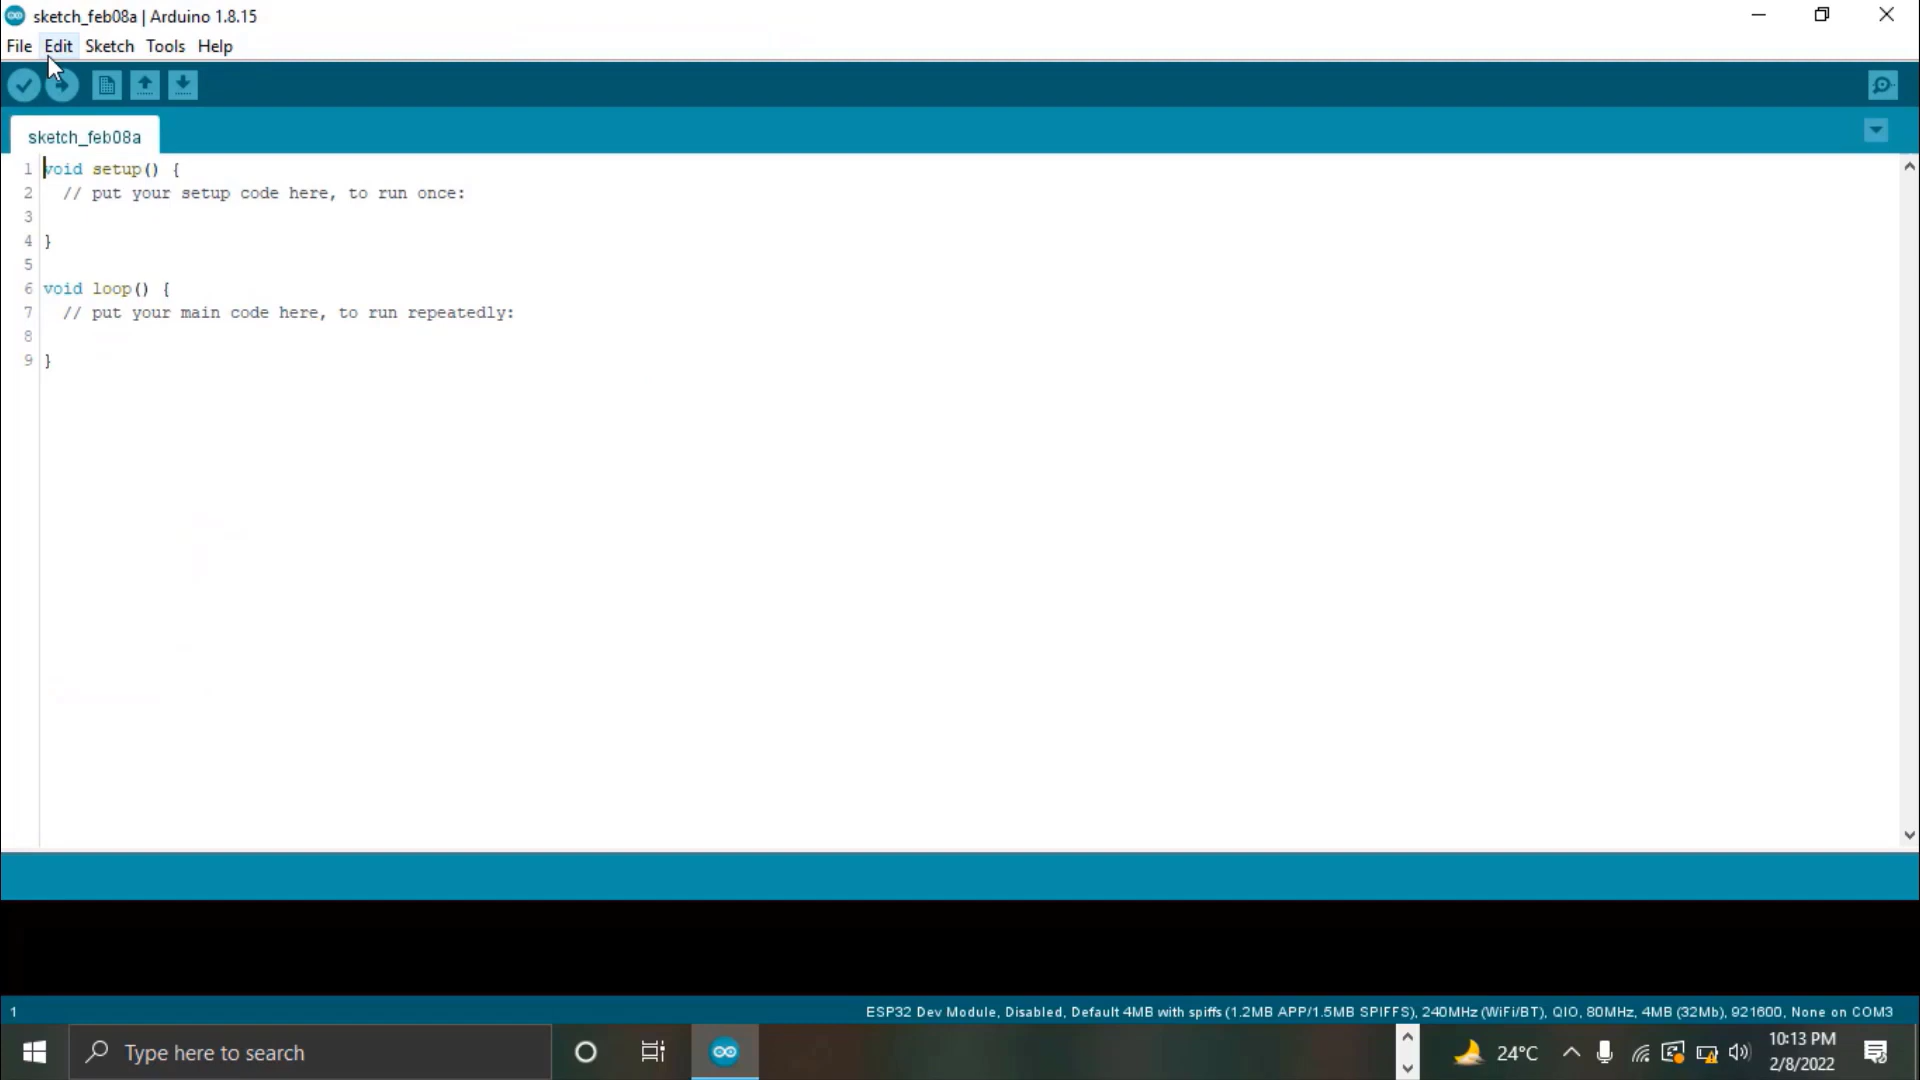 sketch_feb08a | Arduino 1.8.15
File Edit Sketch Tools Help
sketch_feb08a
1 void setup() {
2 // put your setup code here, to run once:
3
4 }
5
6 void loop() {
7 // put your main code here, to run repeatedly:
8
9 }
1 ESP32 Dev Module, Disabled, Default 4MB with spiffs (1.2MB APP/1.5MB SPIFFS), 240MHz (WiFi/BT), QIO, 80MHz, 4MB (32Mb), 921600, None on COM3
Type here to search 24°C 10:13 PM
2/8/2022